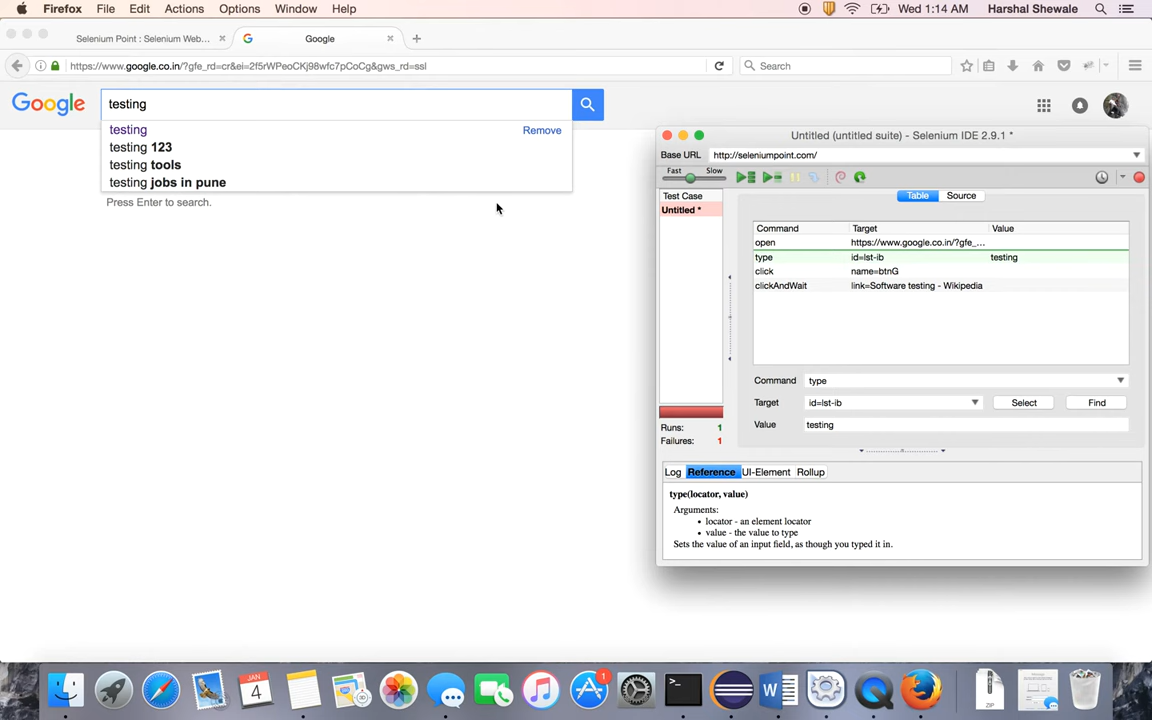 Firefox File Edit Actions Options Window Help
Wed 1:14 AM Harshal Shewale
Selenium Point : Selenium Web...
Google
https://www.google.co.in/?gfe_rd=cr&ei=2f5rWPeoCKj98wfc7pCoCg&gws_rd=ssl
Search
Google
testing
testing
Remove
testing 123
testing tools
testing jobs in pune
Press Enter to search.
Untitled (untitled suite) - Selenium IDE 2.9.1 *
Base URL http://seleniumpoint.com/
Fast Slow
Test Case
Untitled *
Table Source
Command Target Value
open https://www.google.co.in/?gfe_...
type id=lst-ib testing
click name=btnG
clickAndWait link=Software testing - Wikipedia
Command type
Target id=lst-ib Select Find
Value testing
Runs: 1
Failures: 1
Log Reference UI-Element Rollup
type(locator, value)
Arguments:
• locator - an element locator
• value - the value to type
Sets the value of an input field, as though you typed it in.
4
1
W
ZIP